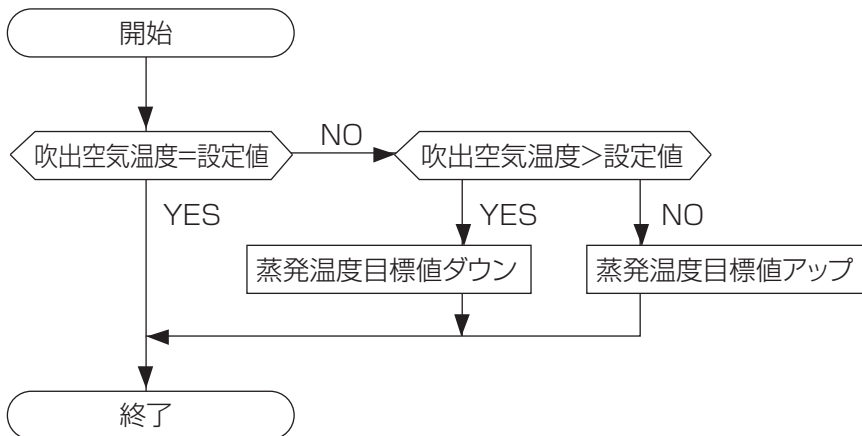 開始
吹出空気温度=設定値
NO
吹出空気温度>設定値
YES
YES
NO
蒸発温度目標値ダウン
蒸発温度目標値アップ
終了